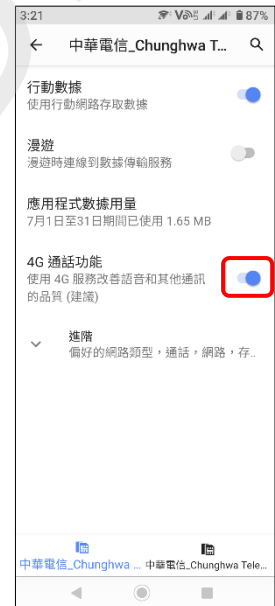 3:21
87%
中華電信_Chunghwa T...
行動數據
使用行動網路存取數據
漫遊
漫遊時連線到數據傳輸服務
應用程式數據用量
7月1日至31日期間已使用 1.65 MB
4G 通話功能
使用 4G 服務改善語音和其他通訊
的品質 (建議)
進階
偏好的網路類型，通話，網路，存..
中華電信_Chunghwa ... 中華電信_Chunghwa Tele...